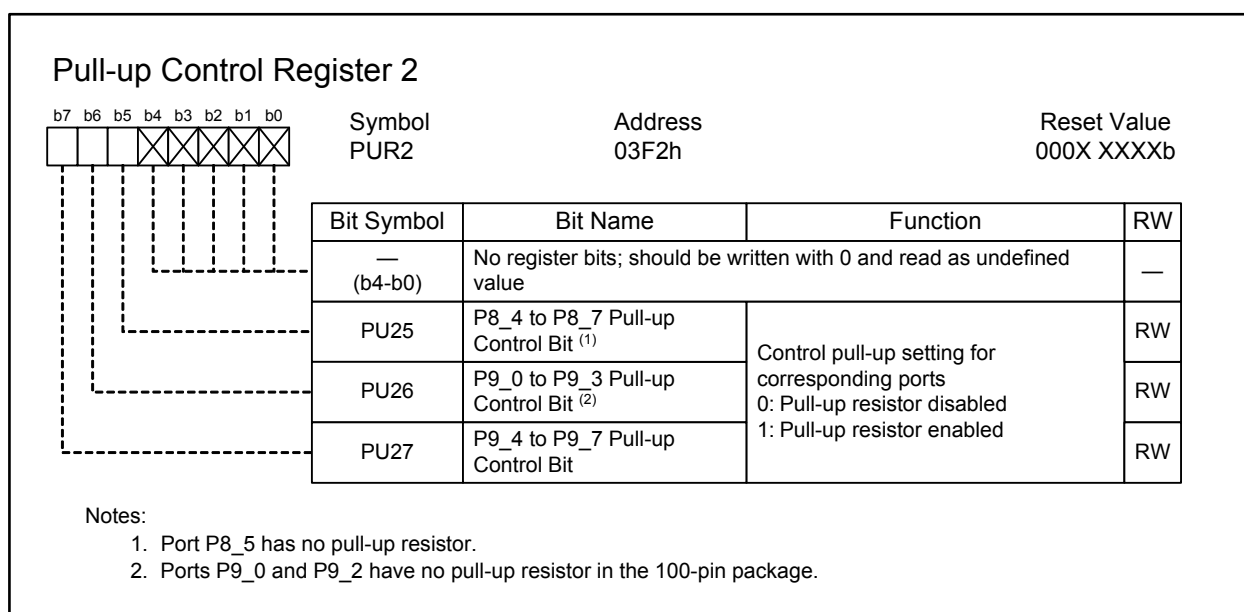 Pull-up Control Register 2
b7 b6 b5 b4 b3 b2 b1 b0
Symbol Address Reset Value
PUR2 03F2h 000X XXXXb
Bit Symbol Bit Name Function RW
— (b4-b0) No register bits; should be written with 0 and read as undefined
value —
PU25 P8_4 to P8_7 Pull-up
Control Bit (1) RW
PU26 P9_0 to P9_3 Pull-up
Control Bit (2) RW
PU27 P9_4 to P9_7 Pull-up
Control Bit RW
Control pull-up setting for
corresponding ports
0: Pull-up resistor disabled
1: Pull-up resistor enabled
Notes:
1. Port P8_5 has no pull-up resistor.
2. Ports P9_0 and P9_2 have no pull-up resistor in the 100-pin package.